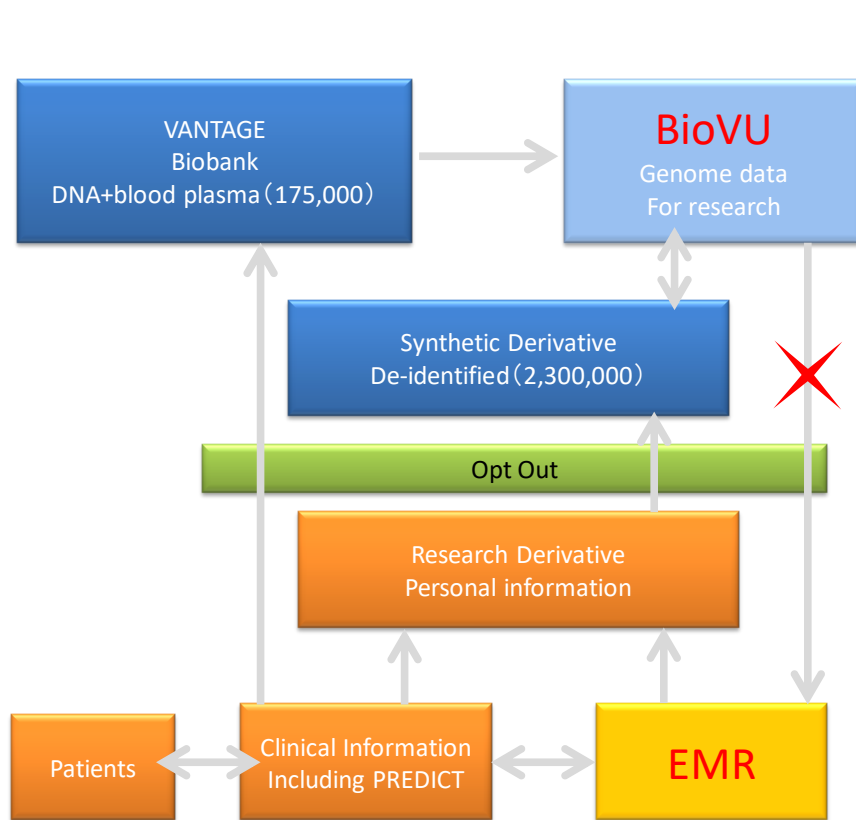 VANTAGE
Biobank
DNA+blood plasma（175,000）
BioVU
Genome data
For research
Synthetic Derivative
De-identified（2,300,000）
Opt Out
Research Derivative
Personal information
Patients
Clinical Information
Including PREDICT
EMR